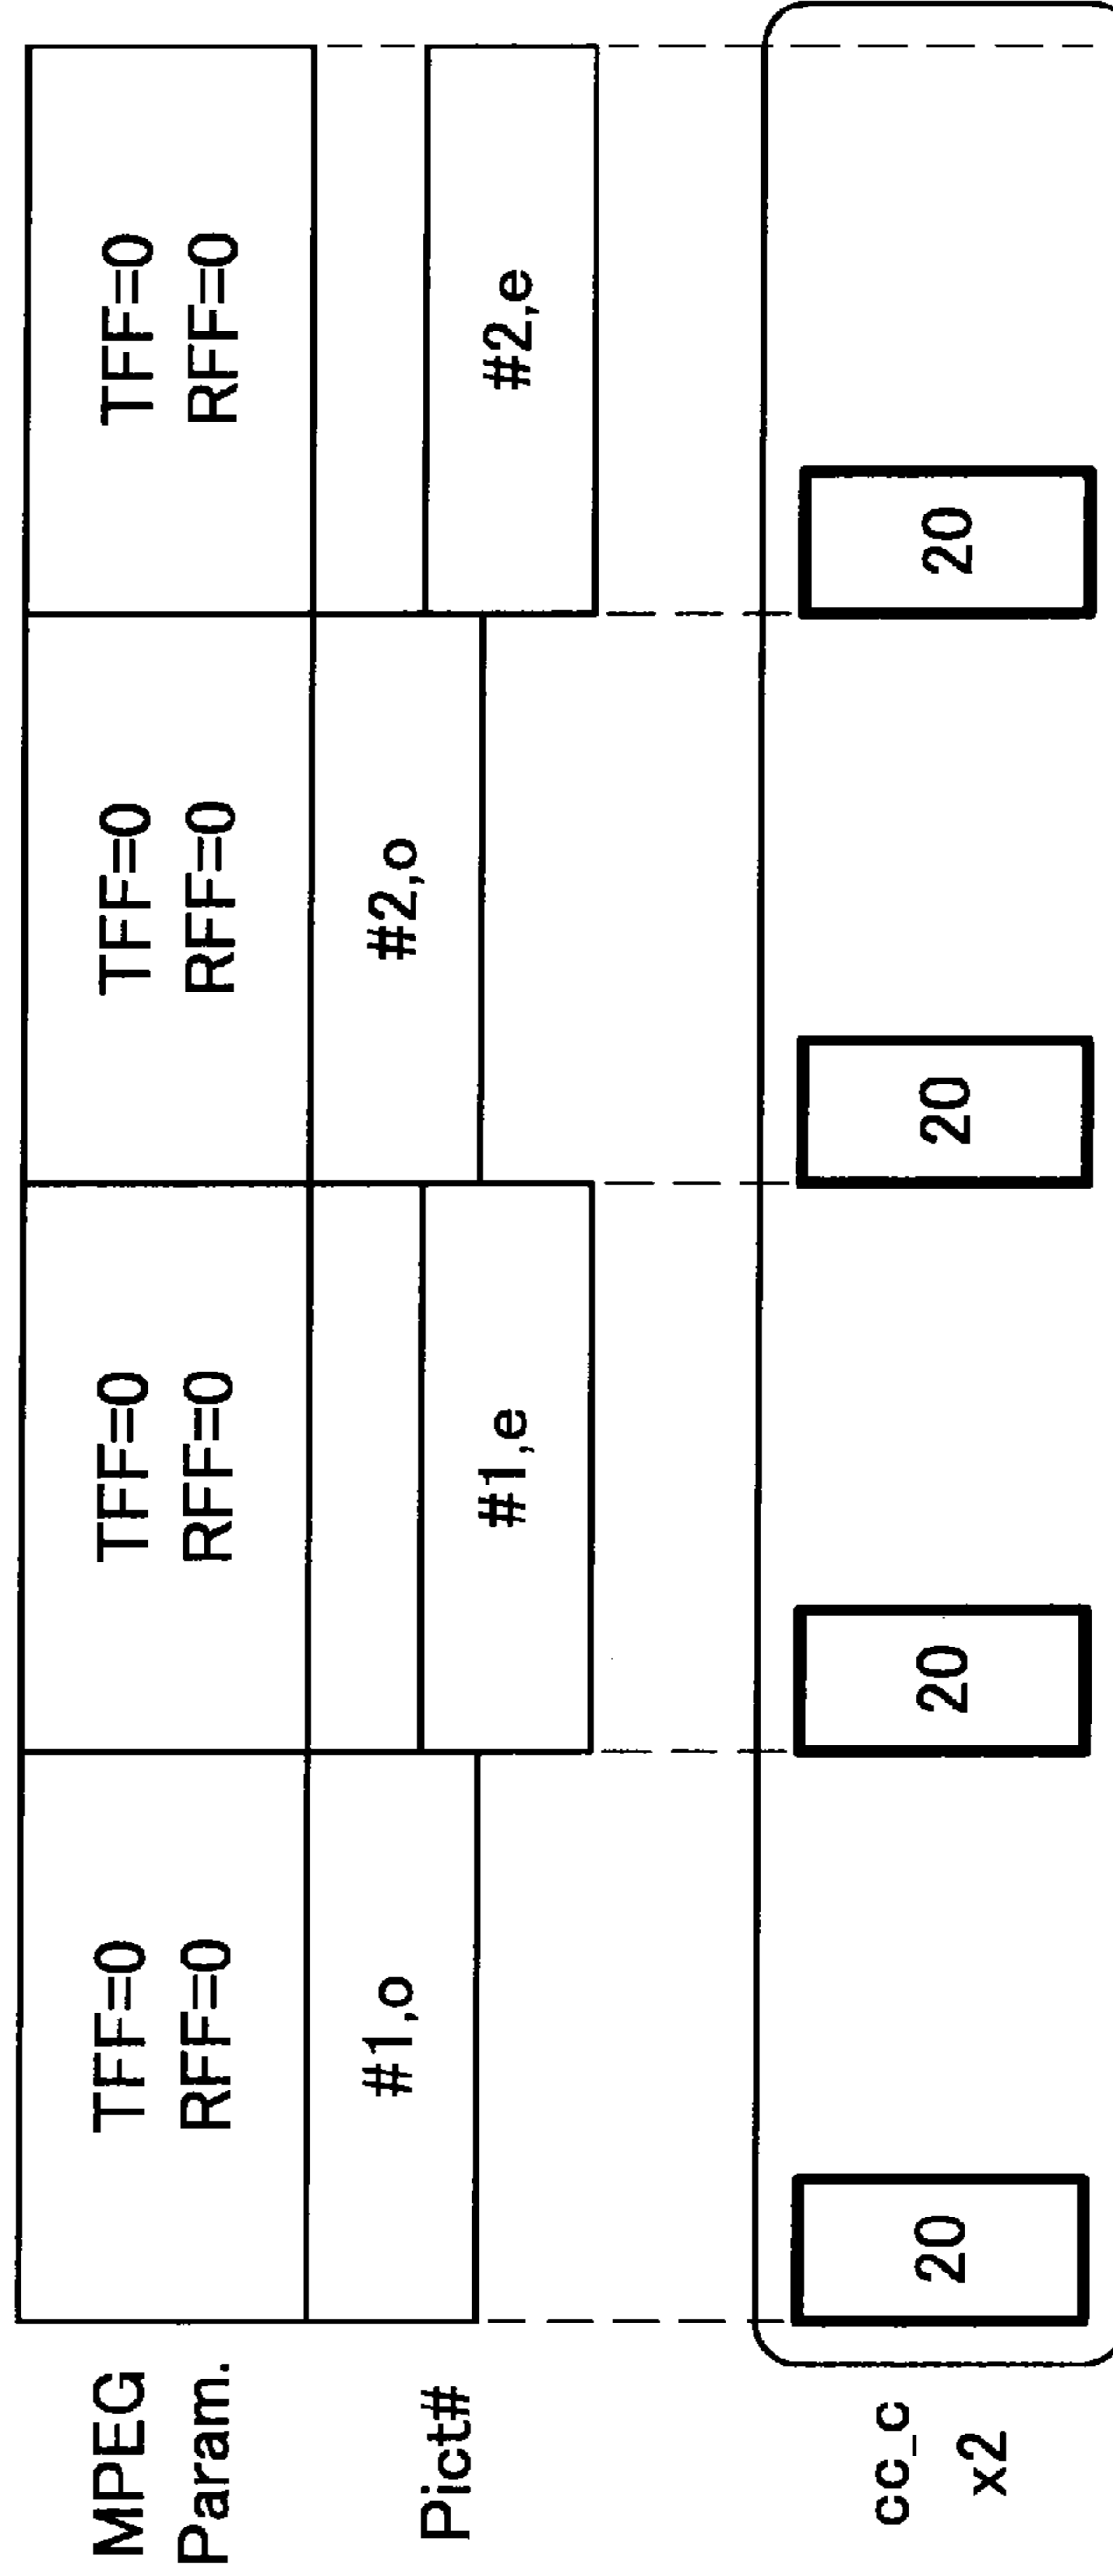 MPEG
Param.
TFF=0
RFF=0
TFF=0
RFF=0
TFF=0
RFF=0
TFF=0
RFF=0
Pict#
#1,o
#1,e
#2,o
#2,e
cc_c
x2
20
20
20
20